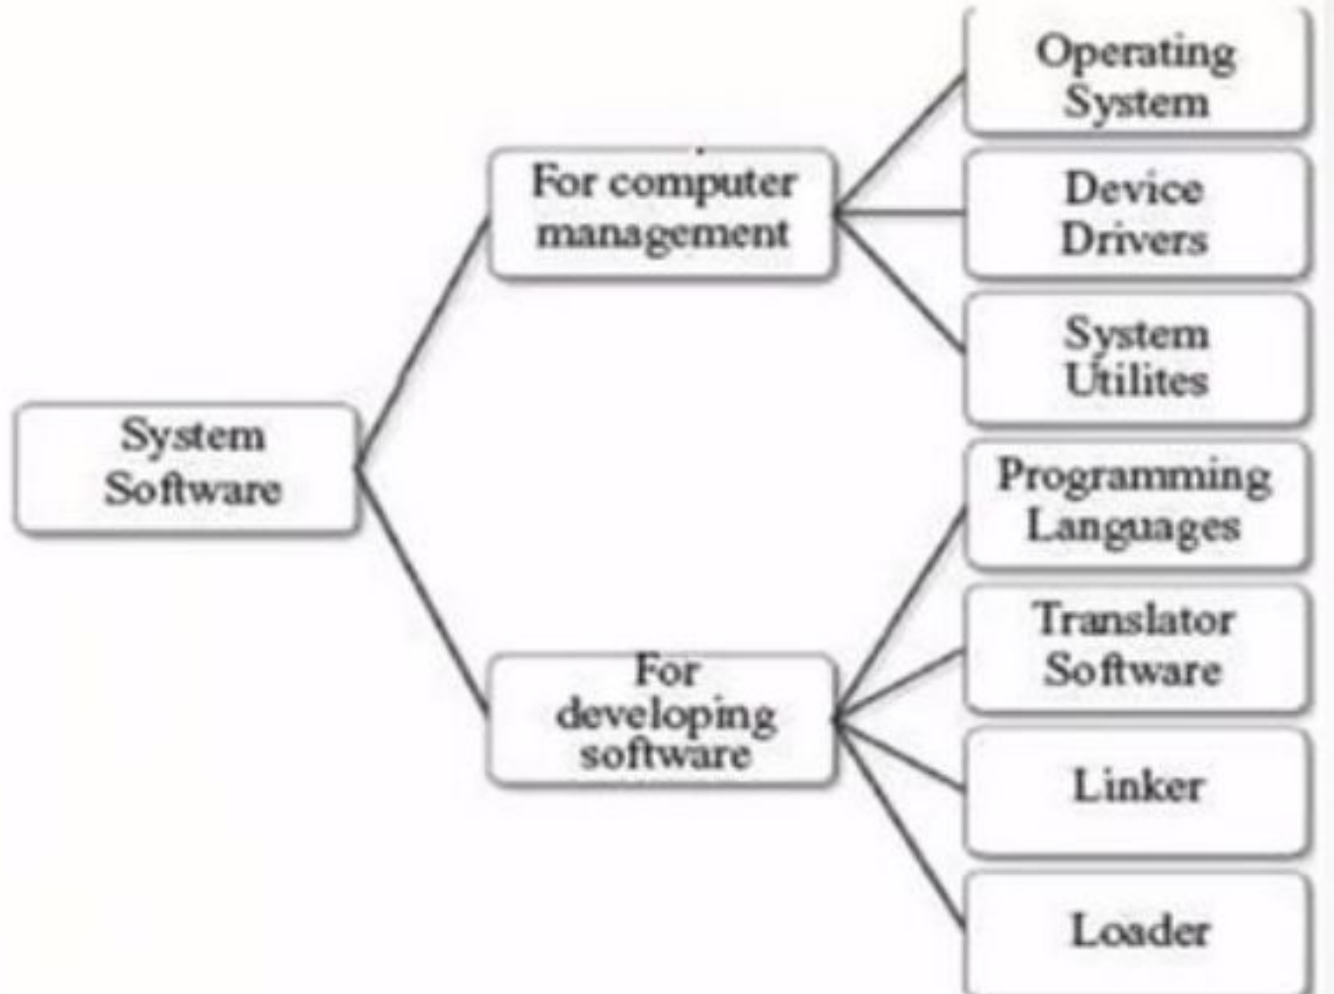 System
Software
For computer
management
For
developing
software
Operating
System
Device
Drivers
System
Utilites
Programming
Languages
Translator
Software
Linker
Loader